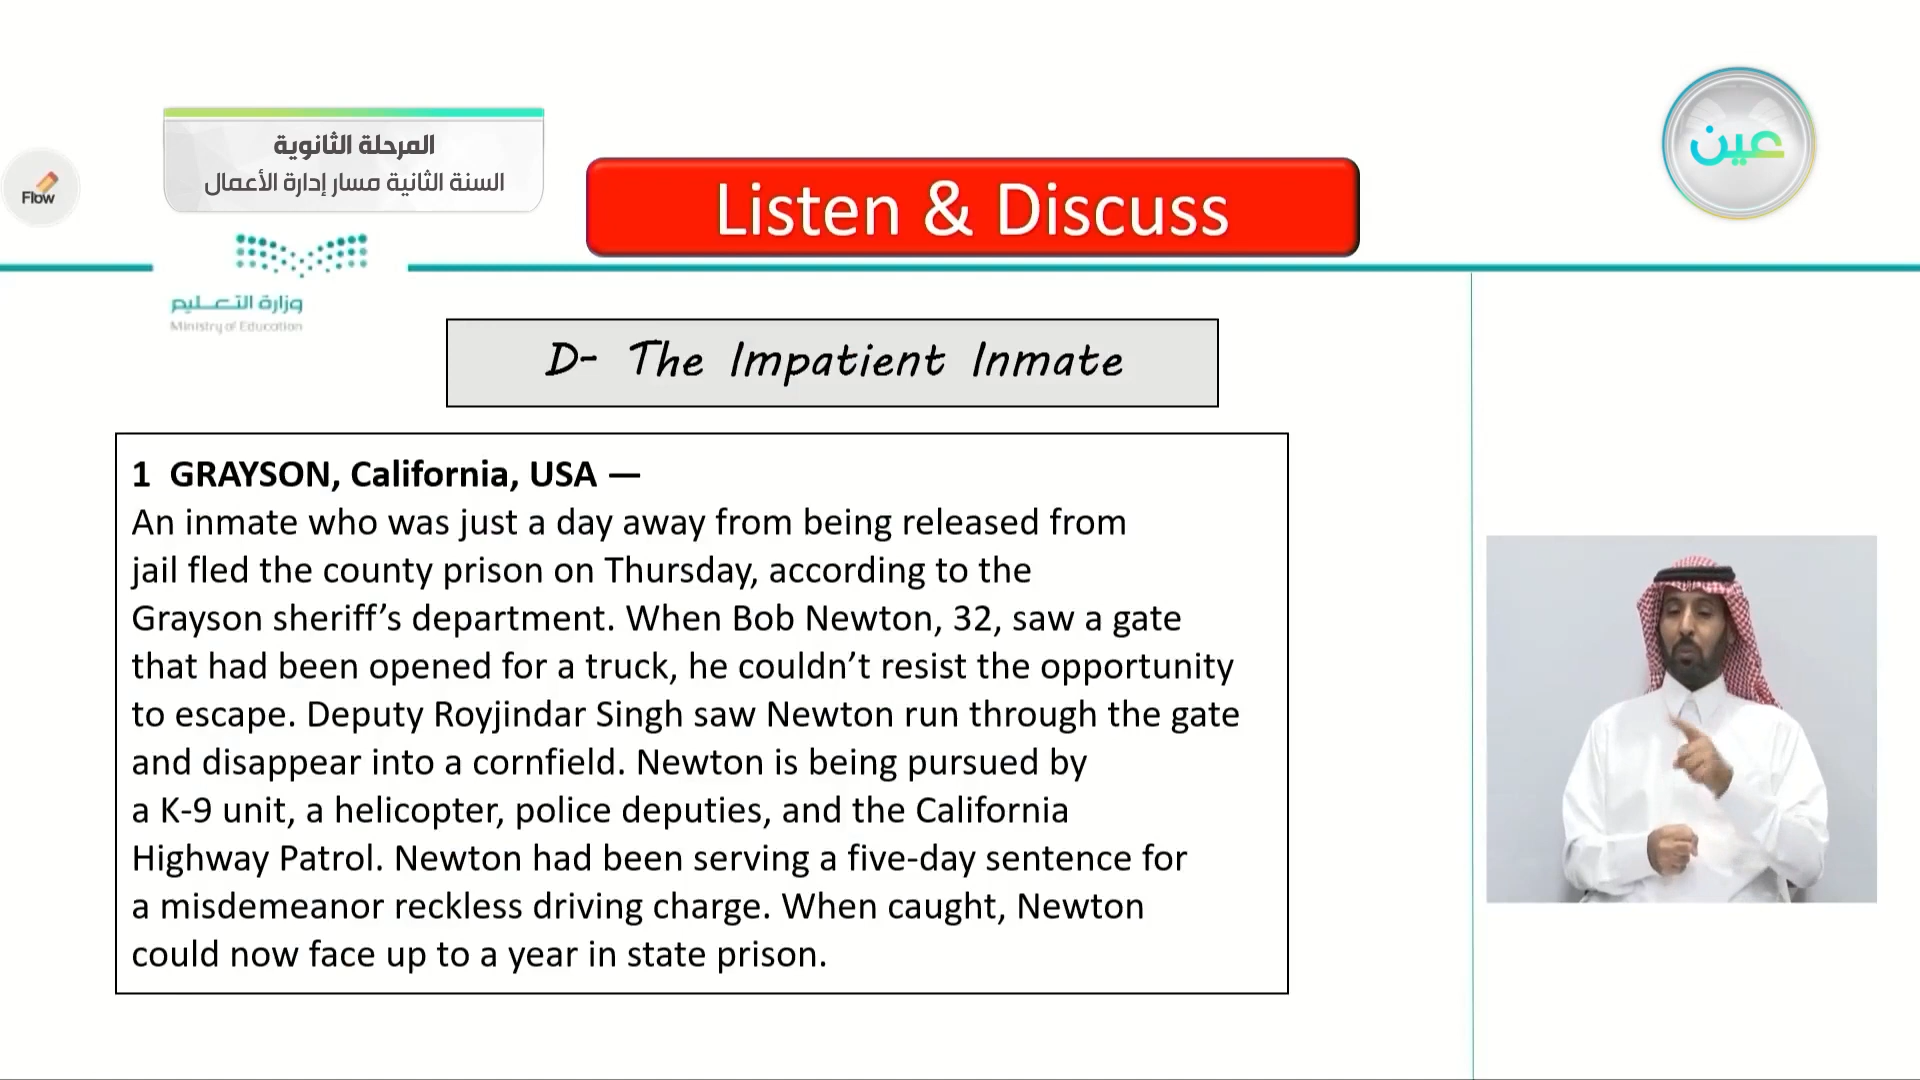 المرحلة الثانوية
السنة الثانية مسار إدارة الأعمال
عين
Flow
Listen & Discuss
وزارة التعليم
Ministry of Education
D- The Impatient Inmate
1 GRAYSON, California, USA —
An inmate who was just a day away from being released from
jail fled the county prison on Thursday, according to the
Grayson sheriff’s department. When Bob Newton, 32, saw a gate
that had been opened for a truck, he couldn’t resist the opportunity
to escape. Deputy Royjindar Singh saw Newton run through the gate
and disappear into a cornfield. Newton is being pursued by
a K-9 unit, a helicopter, police deputies, and the California
Highway Patrol. Newton had been serving a five-day sentence for
a misdemeanor reckless driving charge. When caught, Newton
could now face up to a year in state prison.